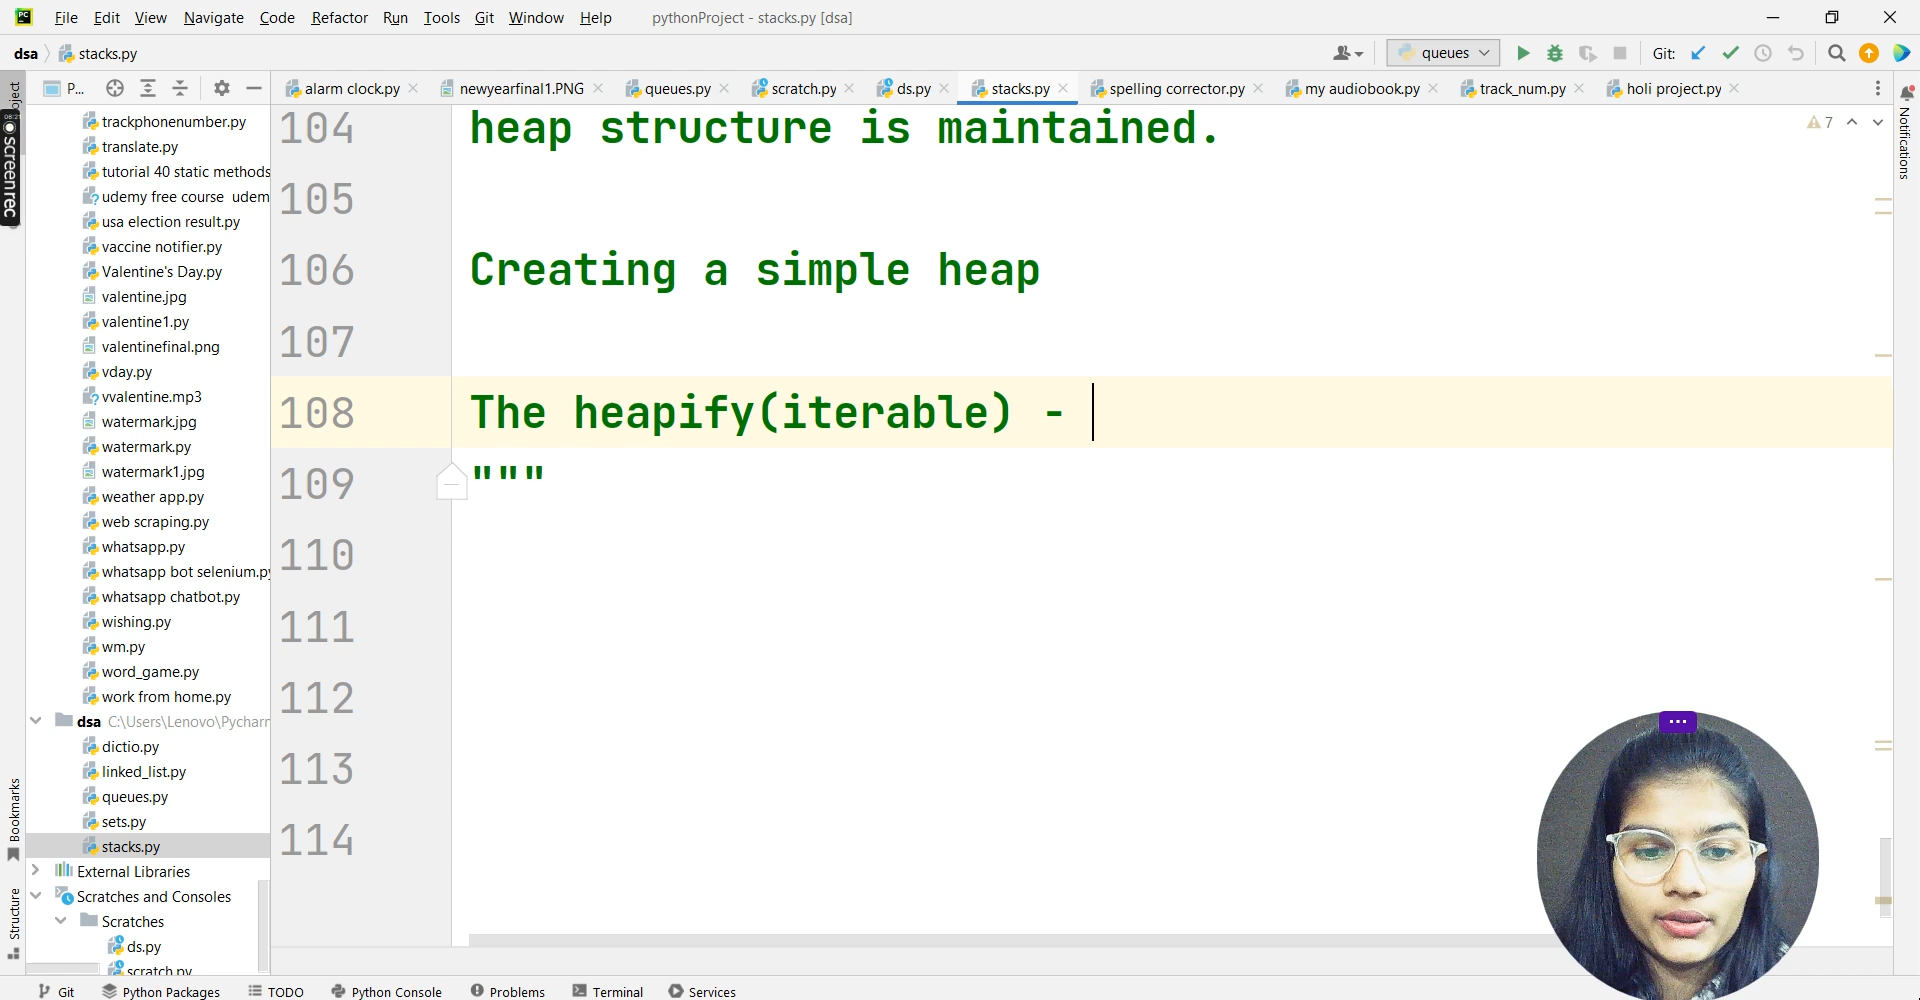 File Edit View Navigate Code Refactor Run Tools Git Window Help pythonProject - stacks.py [dsa]
dsa stacks.py queues Git:
P... alarm clock.py newyearfinal1.PNG queues.py scratch.py ds.py stacks.py spelling corrector.py my audiobook.py track_num.py holi project.py
Project
screenrec
Bookmarks
Structure
Notifications
trackphonenumber.py
translate.py
tutorial 40 static methods
udemy free course udem
usa election result.py
vaccine notifier.py
Valentine's Day.py
valentine.jpg
valentine1.py
valentinefinal.png
vday.py
vvalentine.mp3
watermark.jpg
watermark.py
watermark1.jpg
weather app.py
web scraping.py
whatsapp.py
whatsapp bot selenium.py
whatsapp chatbot.py
wishing.py
wm.py
word_game.py
work from home.py
dsa C:\Users\Lenovo\Pycharm
dictio.py
linked_list.py
queues.py
sets.py
stacks.py
External Libraries
Scratches and Consoles
Scratches
ds.py
scratch.py
7
104 heap structure is maintained.
105
106 Creating a simple heap
107
108 The heapify(iterable) -
109 """
110
111
112
113
114
Git Python Packages TODO Python Console Problems Terminal Services